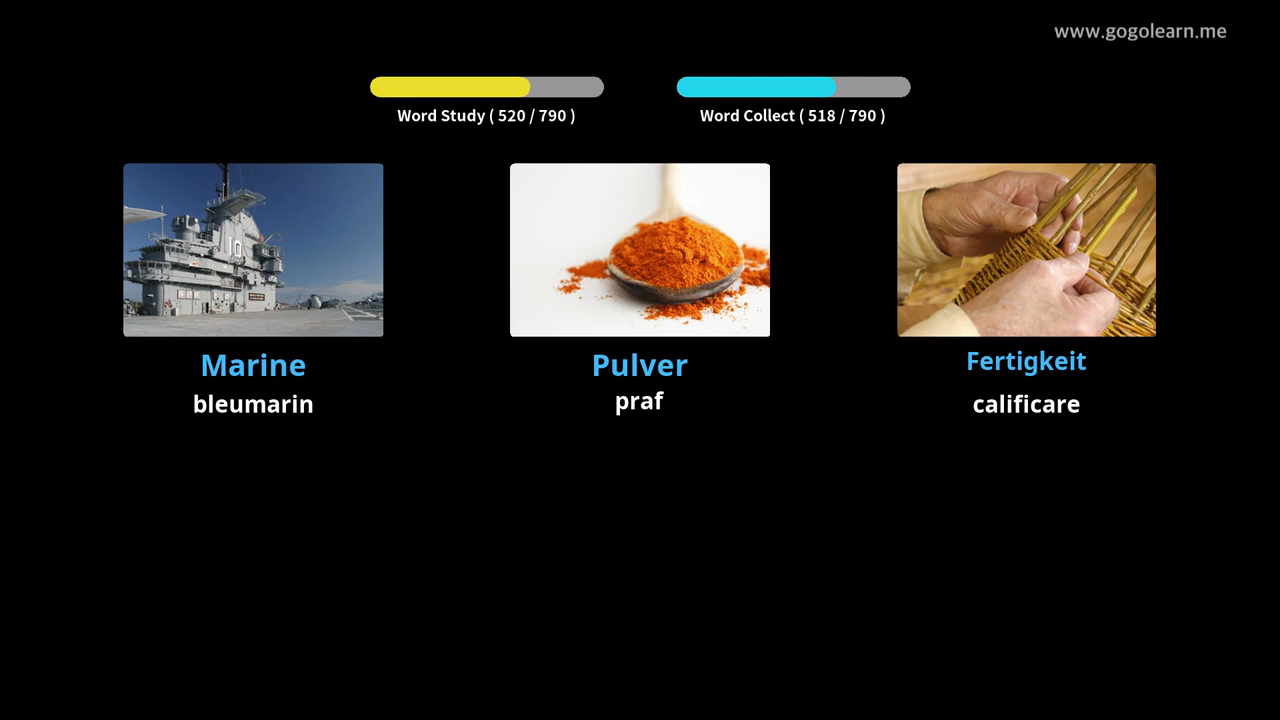 www.gogolearn.me
Word Study ( 520 / 790 )
Word Collect ( 518 / 790 )
Marine
bleumarin
Pulver
praf
Fertigkeit
calificare